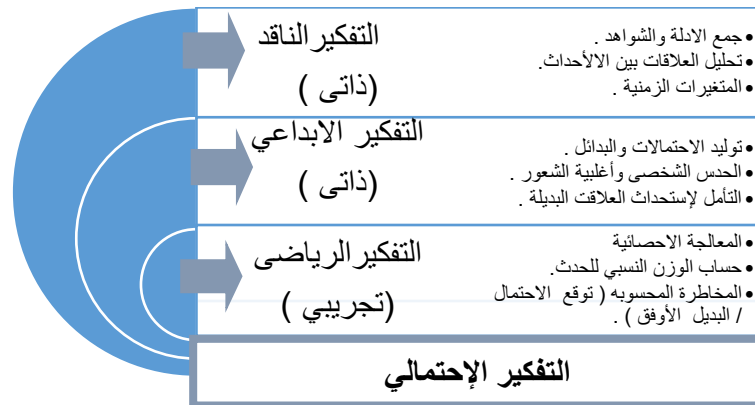 التفكير الناقد
(ذاتى )
• جمع الادلة والشواهد .
• تحليل العلاقات بين الالأحداث.
• المتغيرات الزمنية .
التفكير الابداعي
(ذاتى )
• توليد الاحتمالات والبدائل .
• الحدس الشخصى وأغلبية الشعور .
• التأمل لإستحداث العلاقت البديلة .
التفكير الرياضى
(تجريبي )
• المعالجة الاحصائية
• حساب الوزن النسبي للحدث.
• المخاطرة المحسوبه ( توقع الاحتمال
/ البديل الأوفق ) .
التفكير الإحتمالي